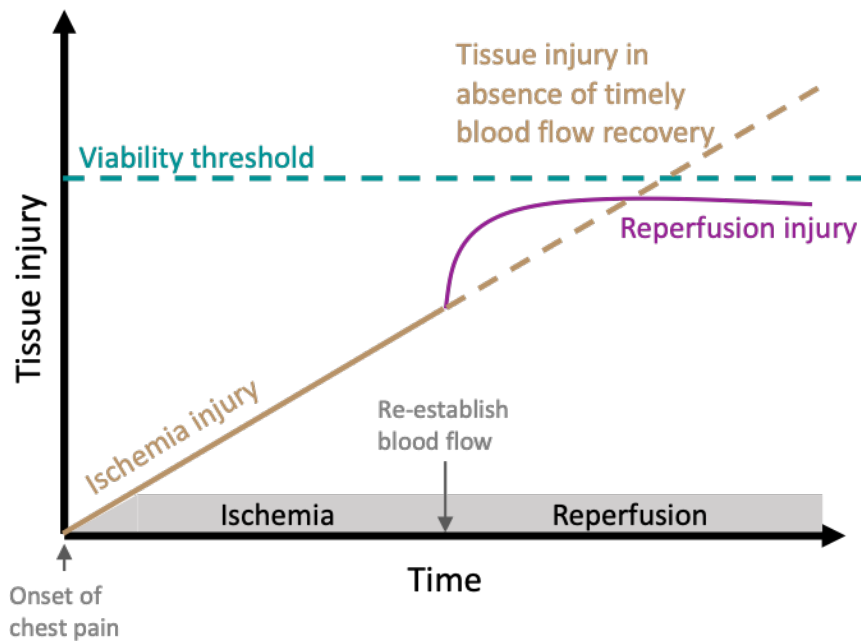 Tissue injury in
absence of timely
blood flow recovery
Viability threshold
Reperfusion injury
Tissue injury
Ischemia injury
Re-establish
blood flow
Ischemia
Reperfusion
Time
Onset of
chest pain